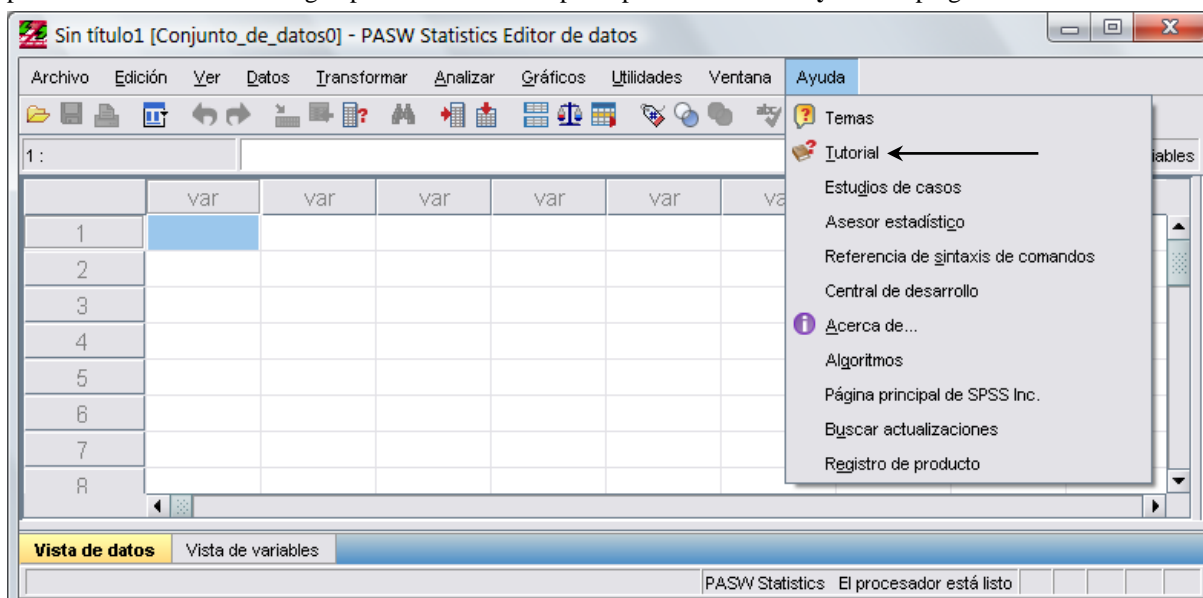 Sin título1 [Conjunto_de_datos0] - PASW Statistics Editor de datos
Archivo Edición Ver Datos Transformar Analizar Gráficos Utilidades Ventana Ayuda
1 :
iables
var var var var var va
1
2
3
4
5
6
7
8
Temas
Tutorial
Estudios de casos
Asesor estadístico
Referencia de sintaxis de comandos
Central de desarrollo
Acerca de...
Algoritmos
Página principal de SPSS Inc.
Buscar actualizaciones
Registro de producto
Vista de datos Vista de variables
PASW Statistics El procesador está listo